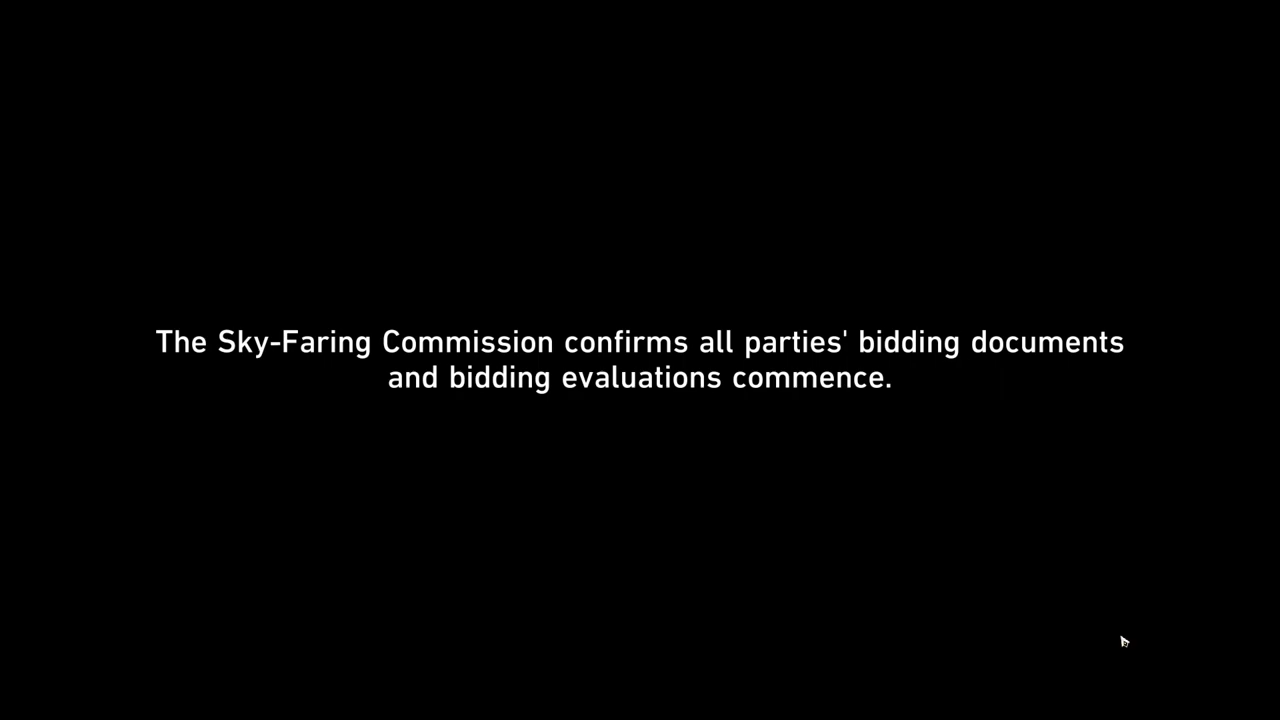 The Sky-Faring Commission confirms all parties' bidding documents
and bidding evaluations commence.